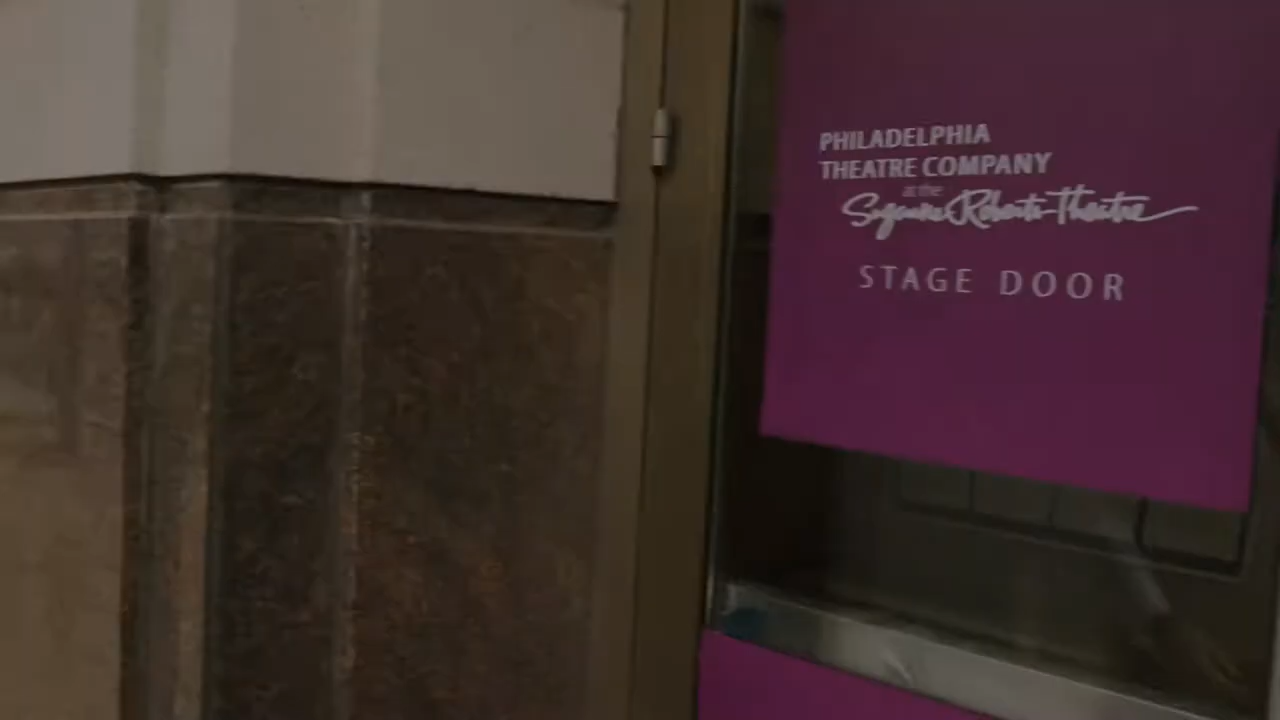 PHILADELPHIA
THEATRE COMPANY
at the
Suzanne Roberts Theatre
STAGE DOOR